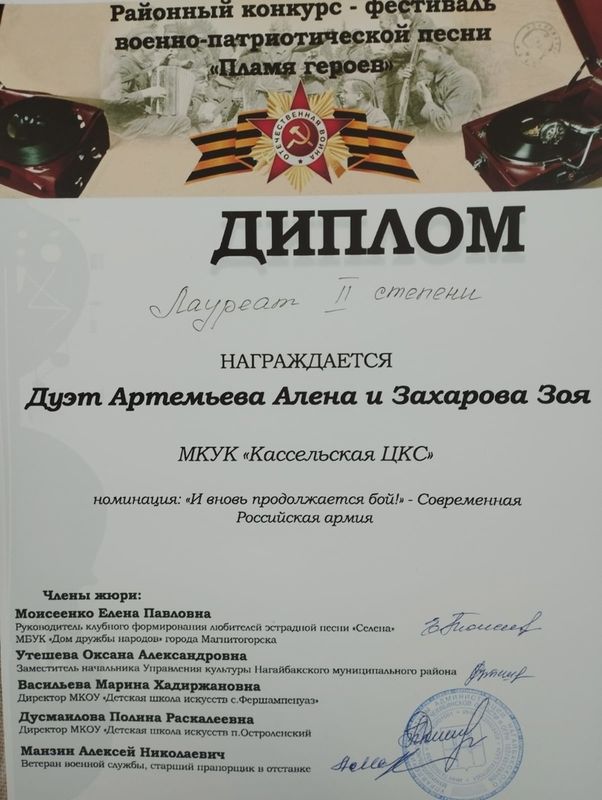 Районный конкурс - фестиваль
военно-патриотической песни
«Пламя героев»
ОТЕЧЕСТВЕННАЯ ВОЙНА
ДИПЛОМ
Лауреат II степени
НАГРАЖДАЕТСЯ
Дуэт Артемьева Алена и Захарова Зоя
МКУК «Кассельская ЦКС»
номинация: «И вновь продолжается бой!» - Современная
Российская армия
Члены жюри:
Моисеенко Елена Павловна
Руководитель клубного формирования любителей эстрадной песни «Селена»
МБУК «Дом дружбы народов» города Магнитогорска
Утешева Оксана Александровна
Заместитель начальника Управления культуры Нагайбакского муниципального района
Васильева Марина Хадиржановна
Директор МКОУ «Детская школа искусств с.Фершампенуаз»
Дусмаилова Полина Раскалеевна
Директор МКОУ «Детская школа искусств п.Остроленский
Манзин Алексей Николаевич
Ветеран военной службы, старший прапорщик в отставке